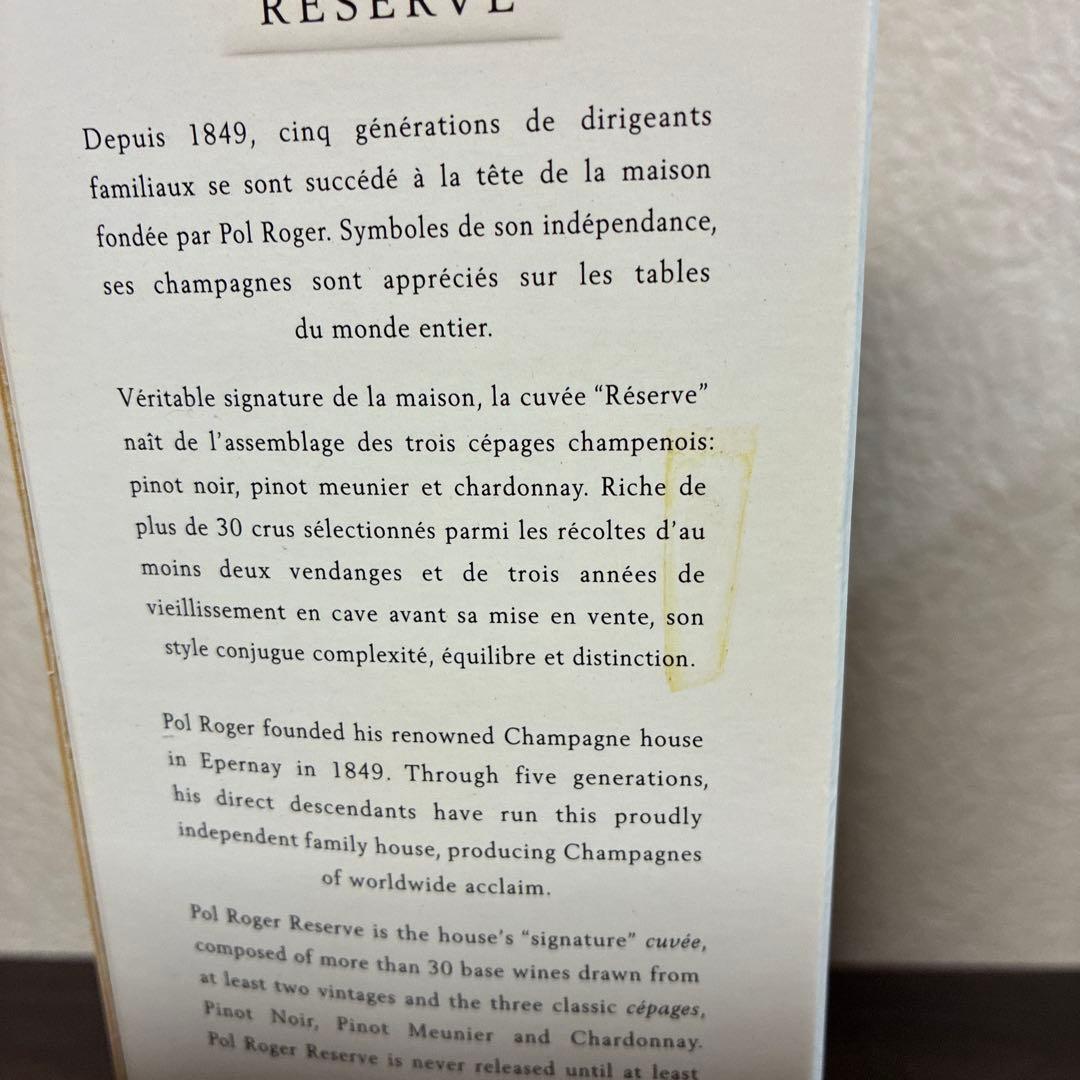 RESERVE
Depuis 1849, cinq générations de dirigeants
familiaux se sont succédé à la tête de la maison
fondée par Pol Roger. Symboles de son indépendance,
ses champagnes sont appréciés sur les tables
du monde entier.
Véritable signature de la maison, la cuvée “Réserve”
naît de l’assemblage des trois cépages champenois:
pinot noir, pinot meunier et chardonnay. Riche de
plus de 30 crus sélectionnés parmi les récoltes d’au
moins deux vendanges et de trois années de
vieillissement en cave avant sa mise en vente, son
style conjugue complexité, équilibre et distinction.
Pol Roger founded his renowned Champagne house
in Epernay in 1849. Through five generations,
his direct descendants have run this proudly
independent family house, producing Champagnes
of worldwide acclaim.
Pol Roger Reserve is the house’s “signature” cuvée,
composed of more than 30 base wines drawn from
at least two vintages and the three classic cépages,
Pinot Noir, Pinot Meunier and Chardonnay.
Pol Roger Reserve is never released until at least